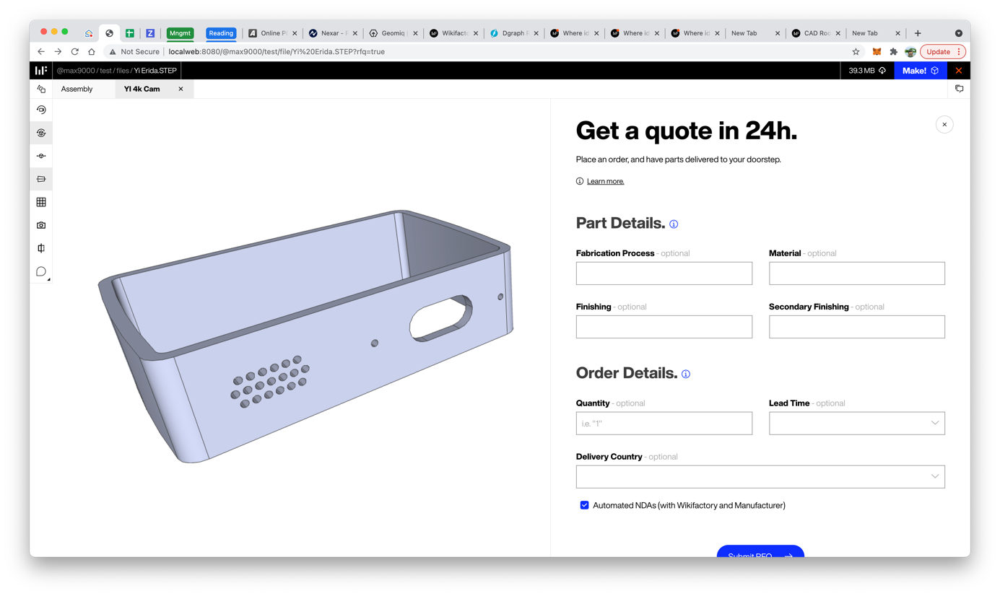 Mngmt
Reading
Online P
Nexar - F
Geomiq
Wikifact
Dgraph
Where ic
Where ic
Where ic
New Tab
CAD Roo
New Tab
Not Secure
localweb:8080/@max9000/test/file/Yi%20Erida.STEP?rfq=true
Update
@max9000 / test / files / Yi Erida.STEP
39.3 MB
Make!
Assembly
YI 4k Cam
Get a quote in 24h.
Place an order, and have parts delivered to your doorstep.
Learn more.
Part Details.
Fabrication Process - optional
Material - optional
Finishing - optional
Secondary Finishing - optional
Order Details.
Quantity - optional
Lead Time - optional
i.e. "1"
Delivery Country - optional
Automated NDAs (with Wikifactory and Manufacturer)
Submit RFQ